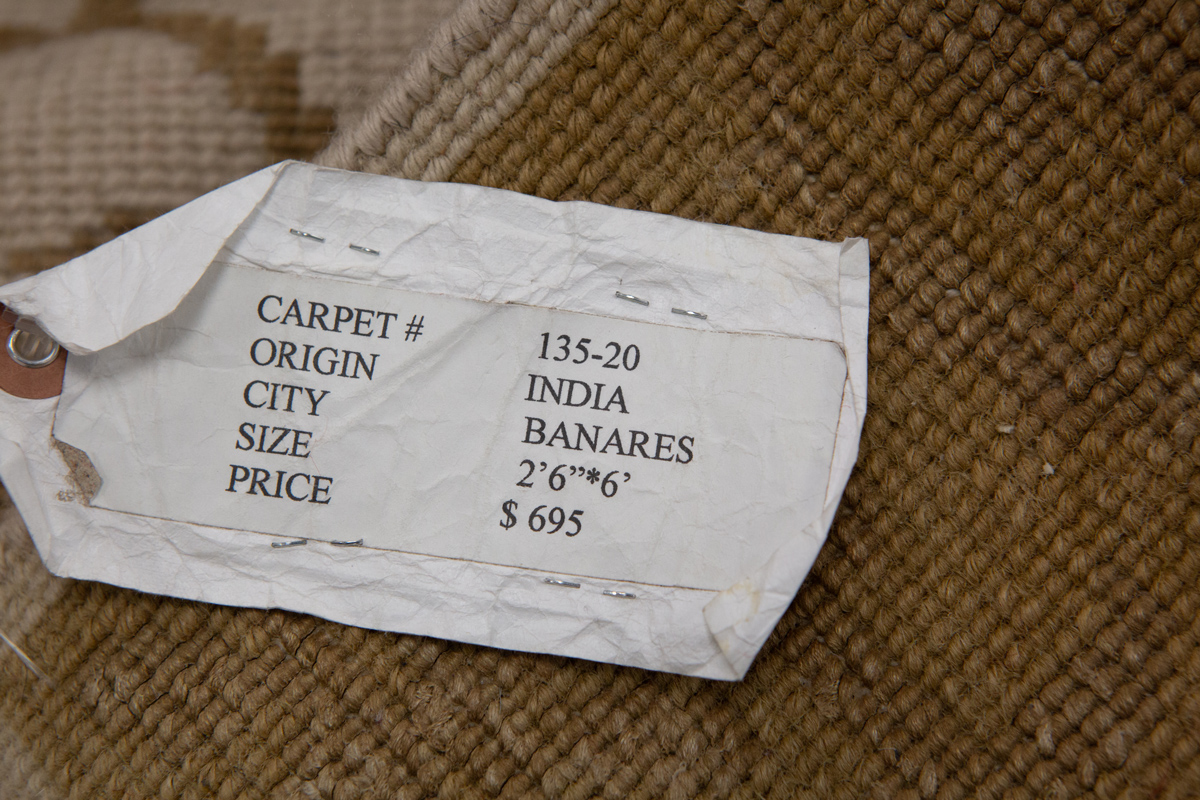 CARPET # 135-20
ORIGIN INDIA
CITY BANARES
SIZE 2’6”*6’
PRICE $ 695